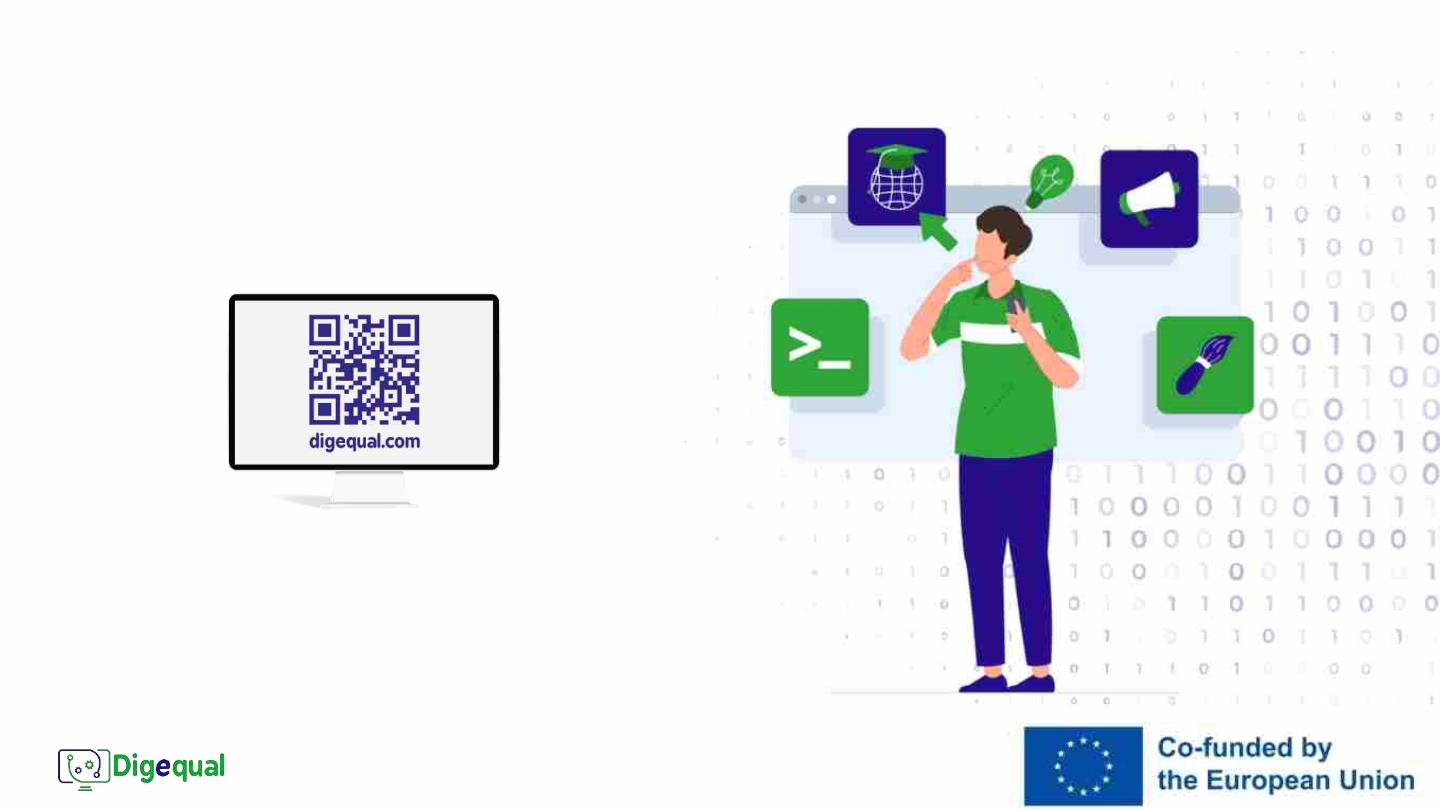 digequal.com
>_
Digequal
Co-funded by
the European Union